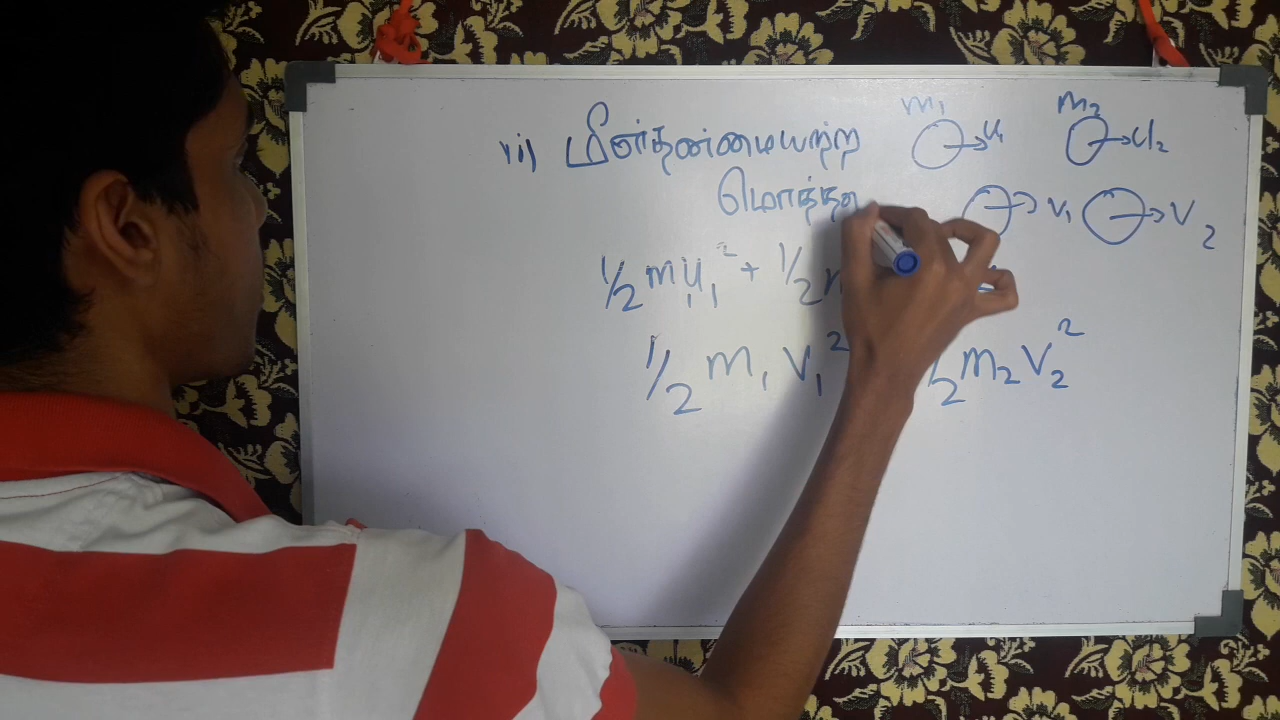 ii) மீள்தன்மையற்ற
மொத்த
m₁ m₂
u₁ u₂
v₁ v₂
1/2 m₁u₁² + 1/2
1/2 m₁ v₁² 1/2 m₂ v₂²